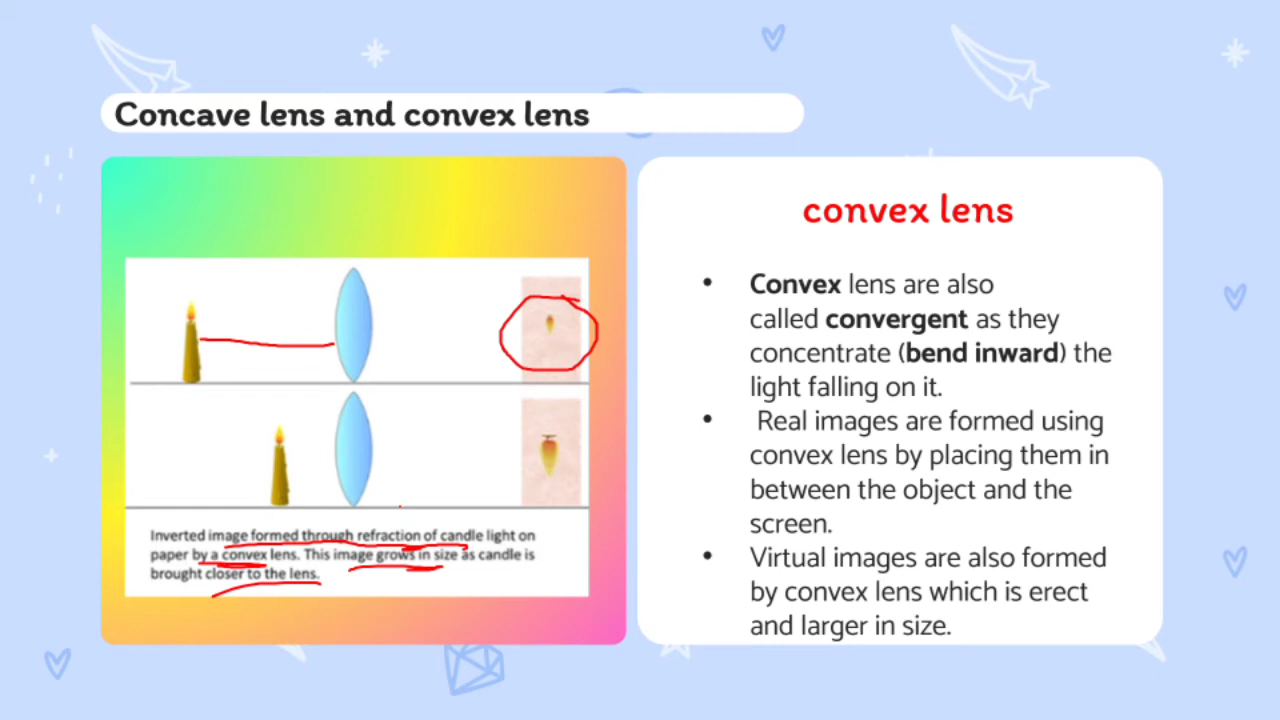 Concave lens and convex lens
Inverted image formed through refraction of candle light on
paper by a convex lens. This image grows in size as candle is
brought closer to the lens.
convex lens
• Convex lens are also
called convergent as they
concentrate (bend inward) the
light falling on it.
• Real images are formed using
convex lens by placing them in
between the object and the
screen.
• Virtual images are also formed
by convex lens which is erect
and larger in size.